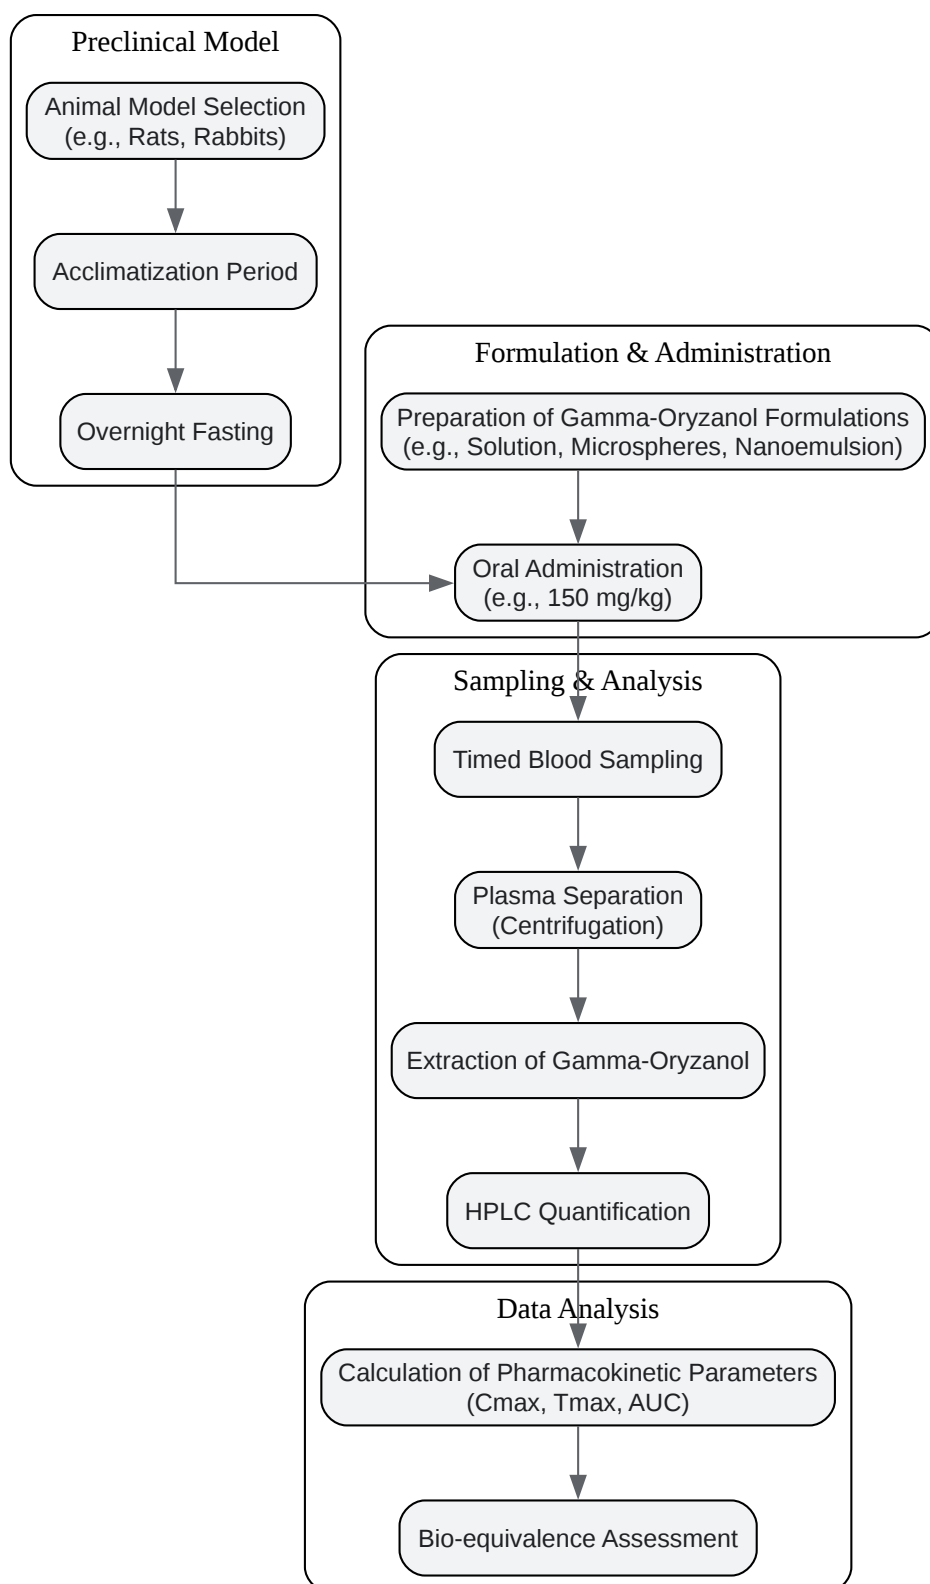 Preclinical Model
Animal Model Selection
(e.g., Rats, Rabbits)
Acclimatization Period
Overnight Fasting
Formulation & Administration
Preparation of Gamma-Oryzanol Formulations
(e.g., Solution, Microspheres, Nanoemulsion)
Oral Administration
(e.g., 150 mg/kg)
Sampling & Analysis
Timed Blood Sampling
Plasma Separation
(Centrifugation)
Extraction of Gamma-Oryzanol
HPLC Quantification
Data Analysis
Calculation of Pharmacokinetic Parameters
(Cmax, Tmax, AUC)
Bio-equivalence Assessment